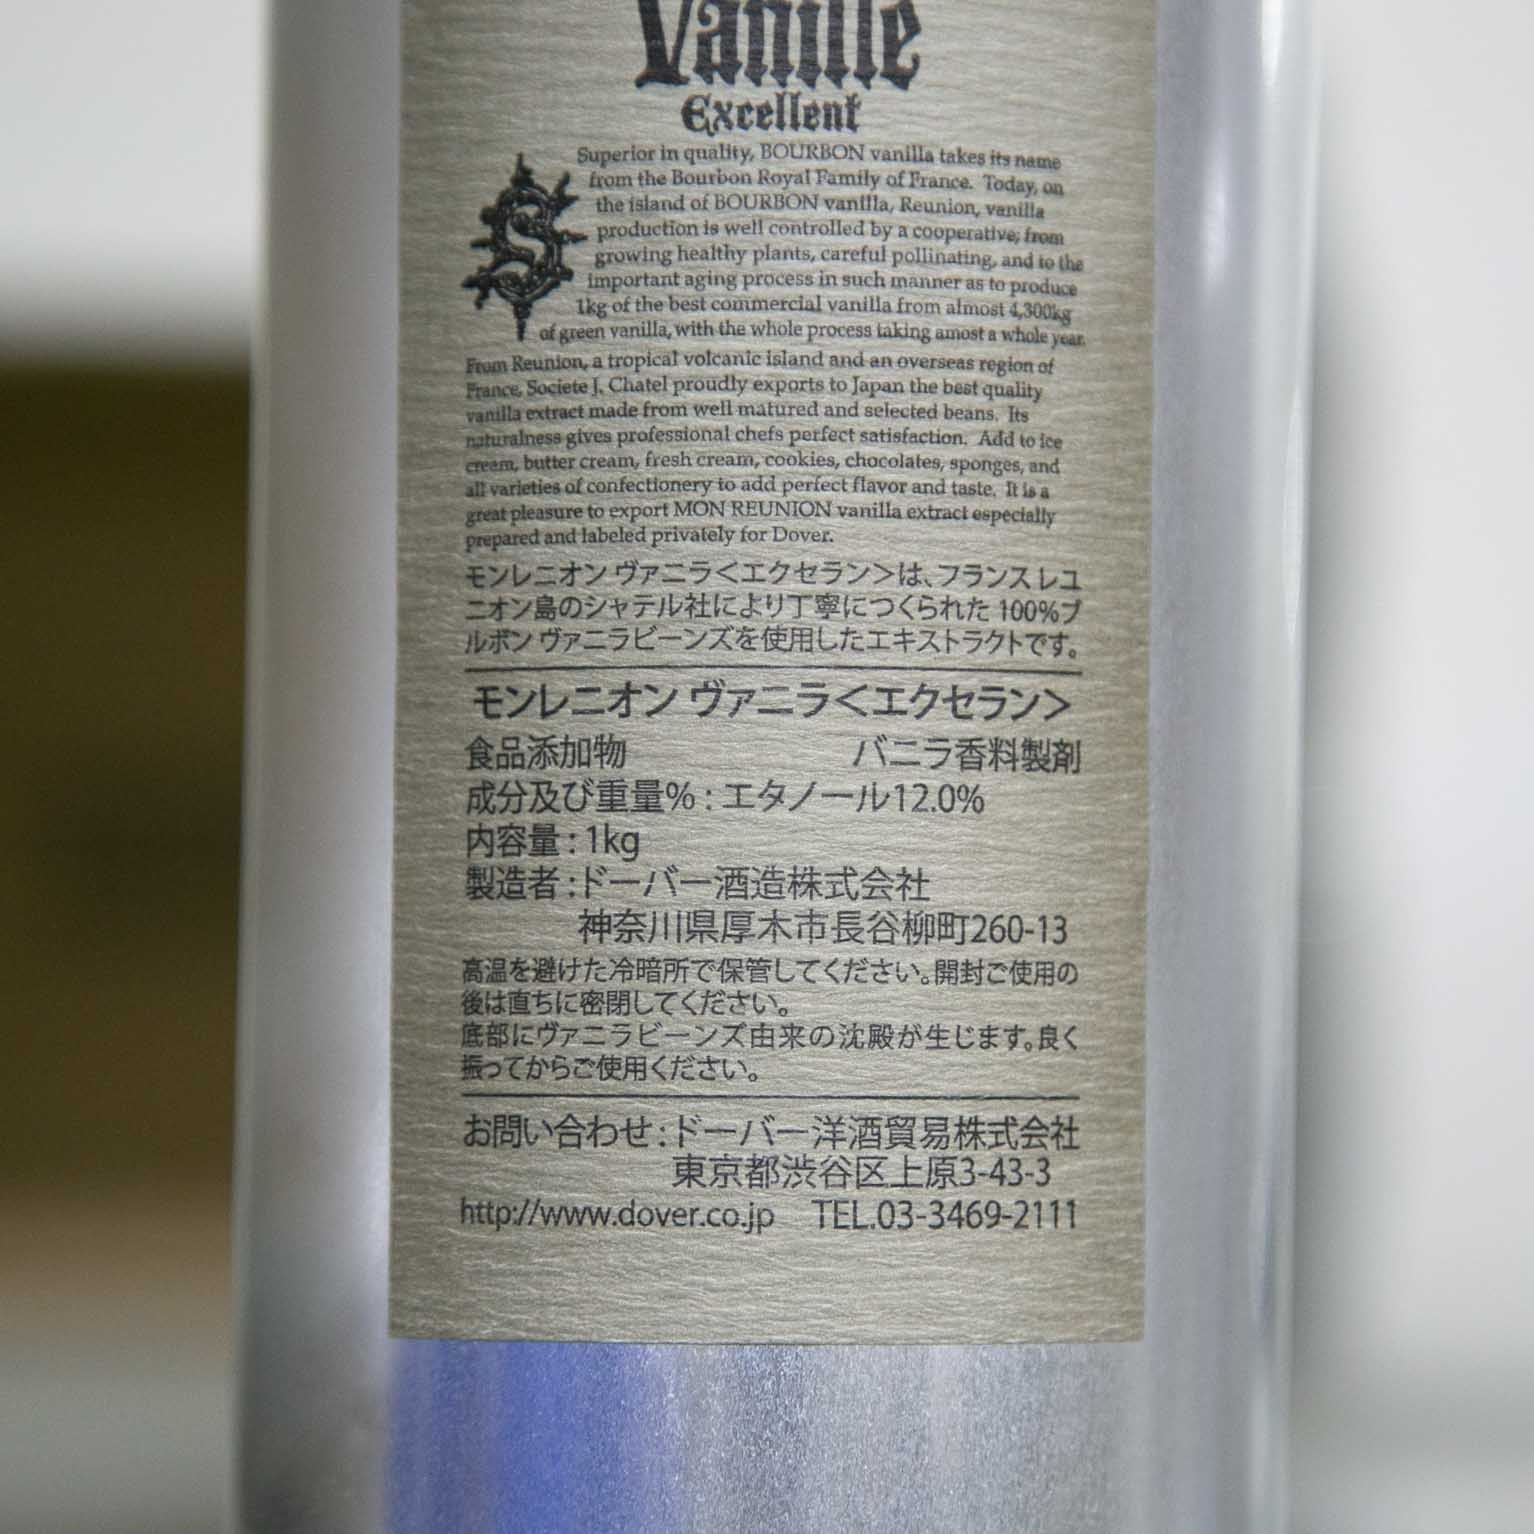 Vanille
Excellent
Superior in quality, BOURBON vanilla takes its name
from the Bourbon Royal Family of France. Today, on
the island of BOURBON vanilla, Reunion, vanilla
production is well controlled by a cooperative; from
growing healthy plants, careful pollinating, and to the
important aging process in such manner as to produce
1kg of the best commercial vanilla from almost 4,300kg
of green vanilla, with the whole process taking amost a whole year.
From Reunion, a tropical volcanic island and an overseas region of
France, Societe J. Chatel proudly exports to Japan the best quality
vanilla extract made from well matured and selected beans. Its
naturalness gives professional chefs perfect satisfaction. Add to ice
cream, butter cream, fresh cream, cookies, chocolates, sponges, and
all varieties of confectionery to add perfect flavor and taste. It is a
great pleasure to export MON REUNION vanilla extract especially
prepared and labeled privately for Dover.
モンレニオン ヴァニラ<エクセラン>は、フランス レユ
ニオン島のシャテル社により丁寧につくられた 100%ブ
ルボン ヴァニラビーンズを使用したエキストラクトです。
モンレニオン ヴァニラ<エクセラン>
食品添加物 バニラ香料製剤
成分及び重量% : エタノール12.0%
内容量 : 1kg
製造者 : ドーバー酒造株式会社
神奈川県厚木市長谷柳町260-13
高温を避けた冷暗所で保管してください。開封ご使用の
後は直ちに密閉してください。
底部にヴァニラビーンズ由来の沈殿が生じます。良く
振ってからご使用ください。
お問い合わせ : ドーバー洋酒貿易株式会社
東京都渋谷区上原3-43-3
http://www.dover.co.jp TEL.03-3469-2111